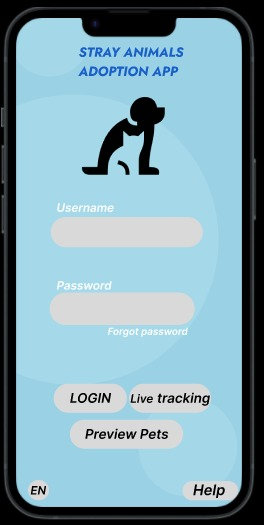 STRAY ANIMALS
ADOPTION APP
Username
Password
Forgot password
LOGIN
Live tracking
Preview Pets
EN
Help